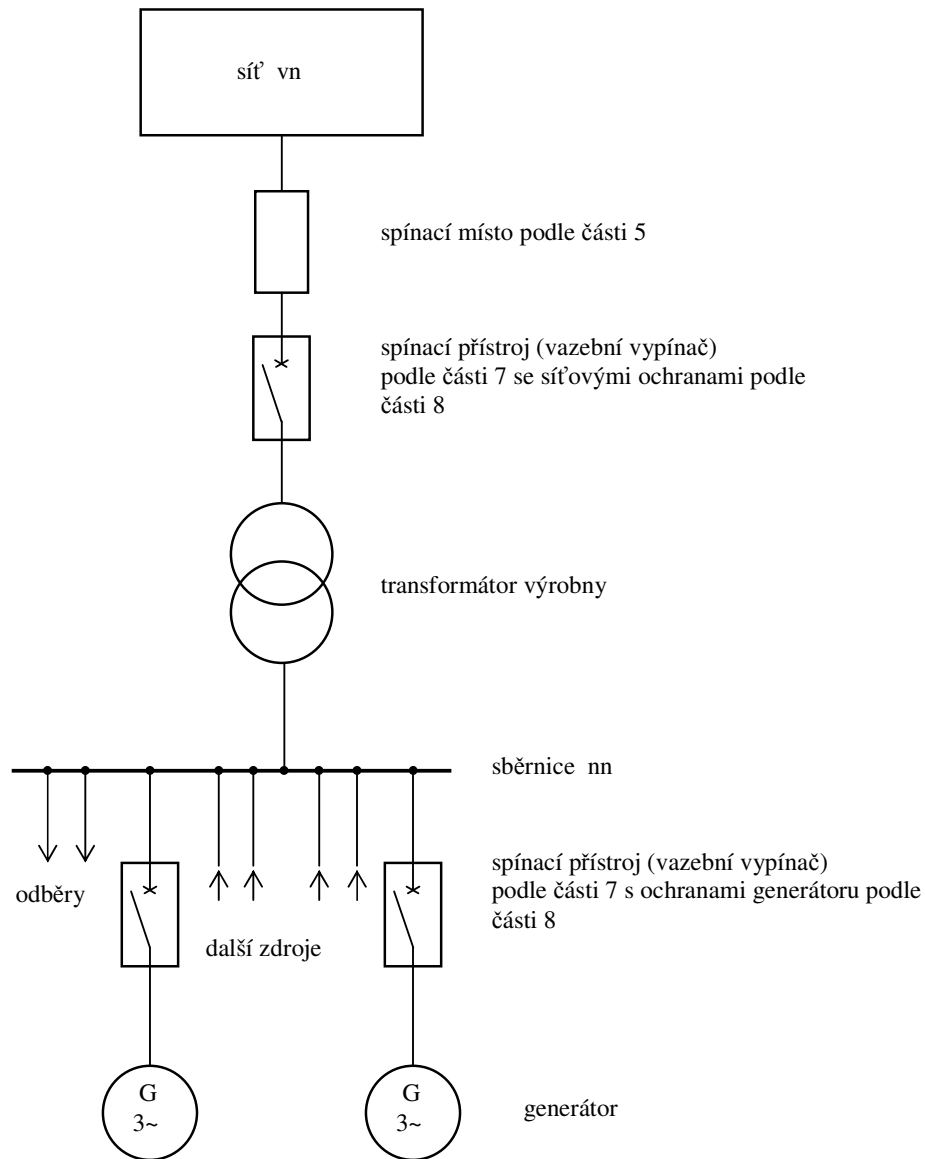 síť vn
spínací místo podle části 5
spínací přístroj (vazební vypínač)
podle části 7 se síťovými ochranami podle
části 8
transformátor výrobny
sběrnice nn
odběry
další zdroje
spínací přístroj (vazební vypínač)
podle části 7 s ochranami generátoru podle
části 8
G
3~
G
3~
generátor